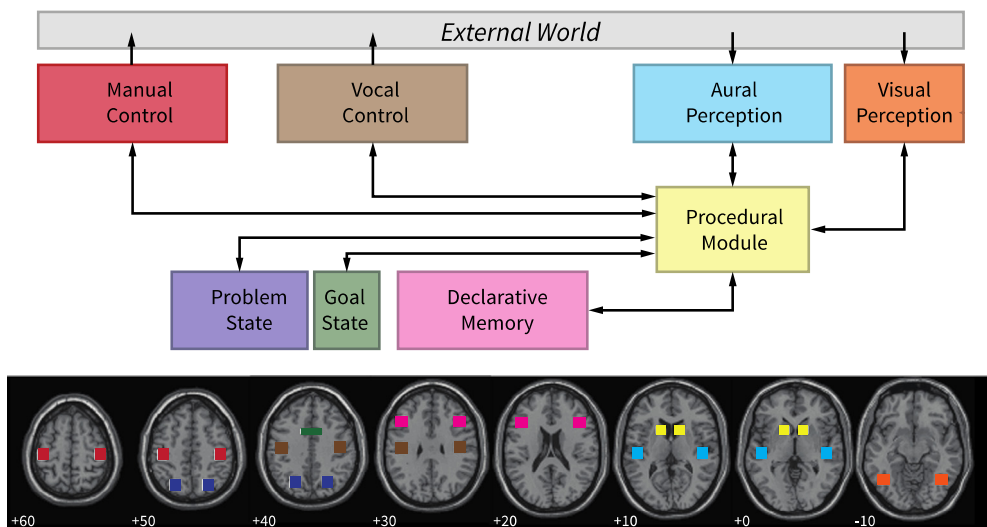 External World
Manual
Control
Vocal
Control
Aural
Perception
Visual
Perception
Procedural
Module
Problem
State
Goal
State
Declarative
Memory
+60
+50
+40
+30
+20
+10
+0
-10